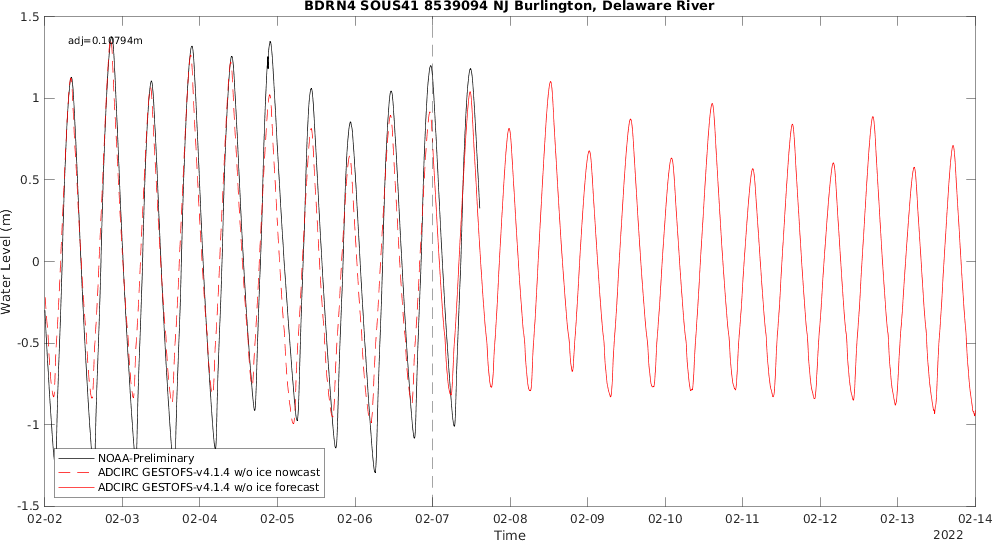 BDRN4 SOUS41 8539094 NJ Burlington, Delaware River
1.5
adj=0.10794m
1
0.5
0
-0.5
-1
-1.5
Water Level (m)
NOAA-Preliminary
ADCIRC GESTOFS-v4.1.4 w/o ice nowcast
ADCIRC GESTOFS-v4.1.4 w/o ice forecast
02-02 02-03 02-04 02-05 02-06 02-07 02-08 02-09 02-10 02-11 02-12 02-13 02-14
Time
2022